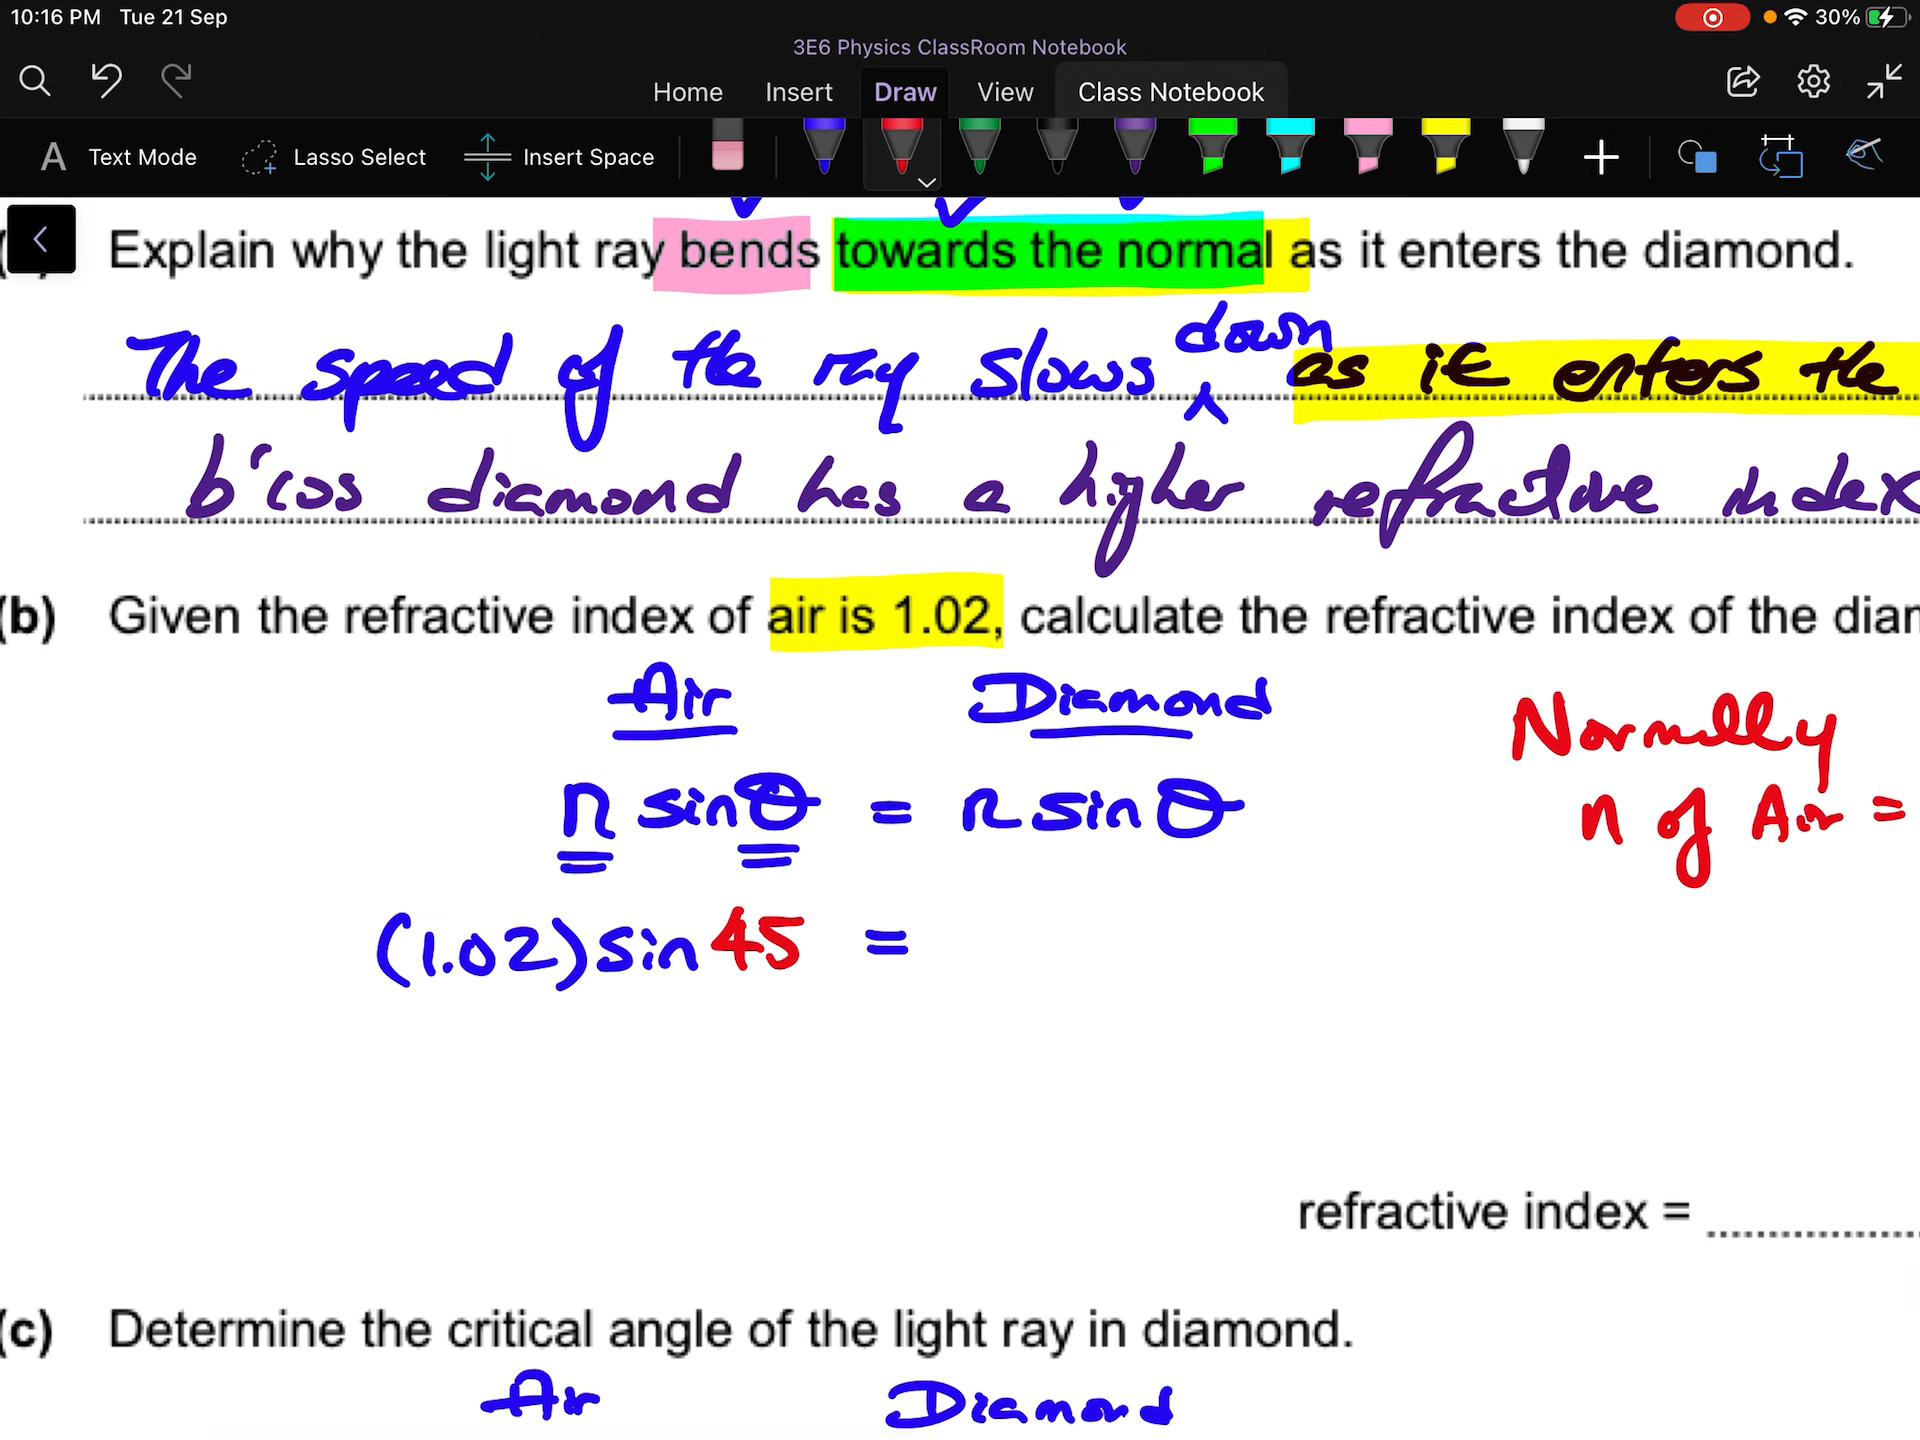 10:16 PM Tue 21 Sep
30%
3E6 Physics ClassRoom Notebook
Home Insert Draw View Class Notebook
A Text Mode Lasso Select Insert Space
Explain why the light ray bends towards the normal as it enters the diamond.
The speed of the ray slows down as it enters the
b'cos diamond has a higher refractive index
(b) Given the refractive index of air is 1.02, calculate the refractive index of the diam
Air Diamond
Normally
n sinθ = n sinθ
n of Air =
(1.02) sin 45 =
refractive index = ..............
(c) Determine the critical angle of the light ray in diamond.
Air Diamond